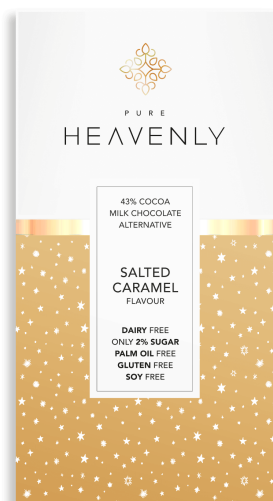 PURE
HEAVENLY
43% COCOA
MILK CHOCOLATE
ALTERNATIVE
SALTED
CARAMEL
FLAVOUR
DAIRY FREE
ONLY 2% SUGAR
PALM OIL FREE
GLUTEN FREE
SOY FREE